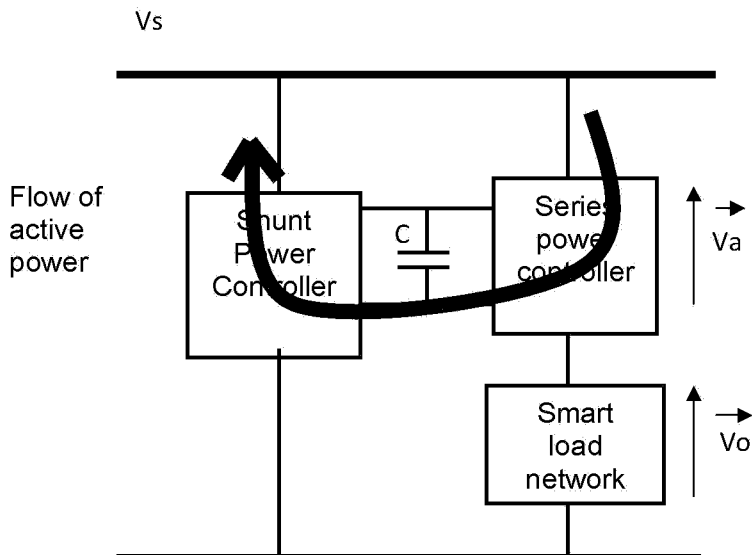 Vs
Flow of
active
power
Shunt
Power
Controller
C
Series
power
controller
Va
Smart
load
network
Vo